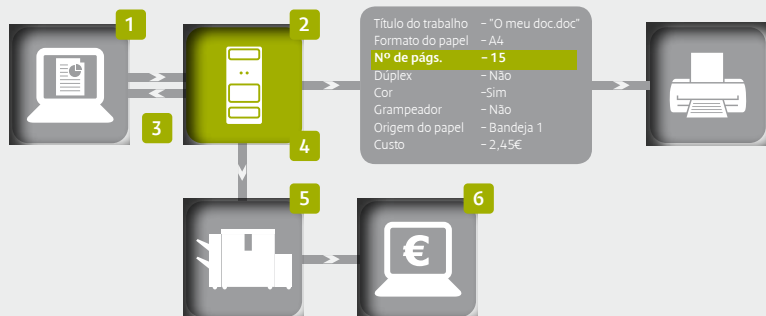 1
2
Título do trabalho – "O meu doc.doc"
Formato do papel – A4
Nº de págs. – 15
Dúplex – Não
Cor –Sim
Grampeador – Não
Origem do papel – Bandeja 1
Custo – 2,45€
3
4
5
6
€